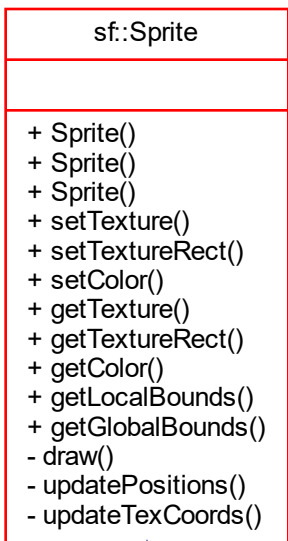 sf::Sprite
+ Sprite()
+ Sprite()
+ Sprite()
+ setTexture()
+ setTextureRect()
+ setColor()
+ getTexture()
+ getTextureRect()
+ getColor()
+ getLocalBounds()
+ getGlobalBounds()
- draw()
- updatePositions()
- updateTexCoords()